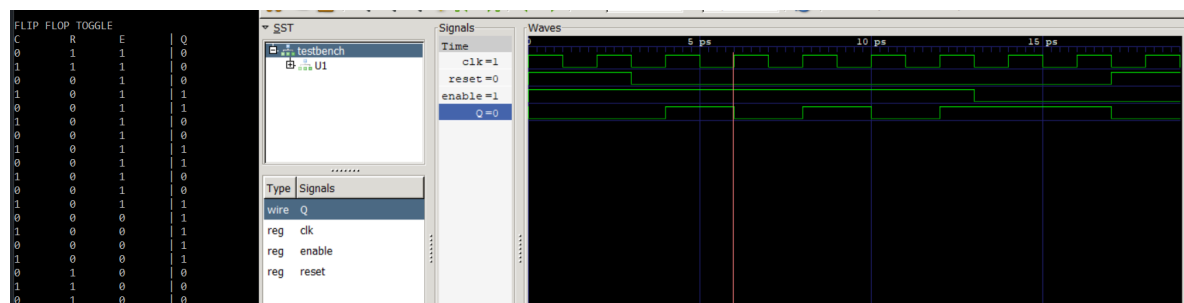 FLIP FLOP TOGGLE
C R E | Q
0 1 1 | 0
1 1 1 | 0
0 0 1 | 0
1 0 1 | 1
0 0 1 | 1
1 0 1 | 0
0 0 1 | 0
1 0 1 | 1
0 0 1 | 1
1 0 1 | 0
0 0 1 | 0
1 0 1 | 1
0 0 0 | 1
1 0 0 | 1
0 0 0 | 1
1 0 0 | 1
0 1 0 | 0
1 1 0 | 0
0 1 0 | 0
SST
testbench
U1
Type Signals
wire Q
reg clk
reg enable
reg reset
Signals
Time
clk=1
reset=0
enable=1
Q=0
Waves
5 ps 10 ps 15 ps